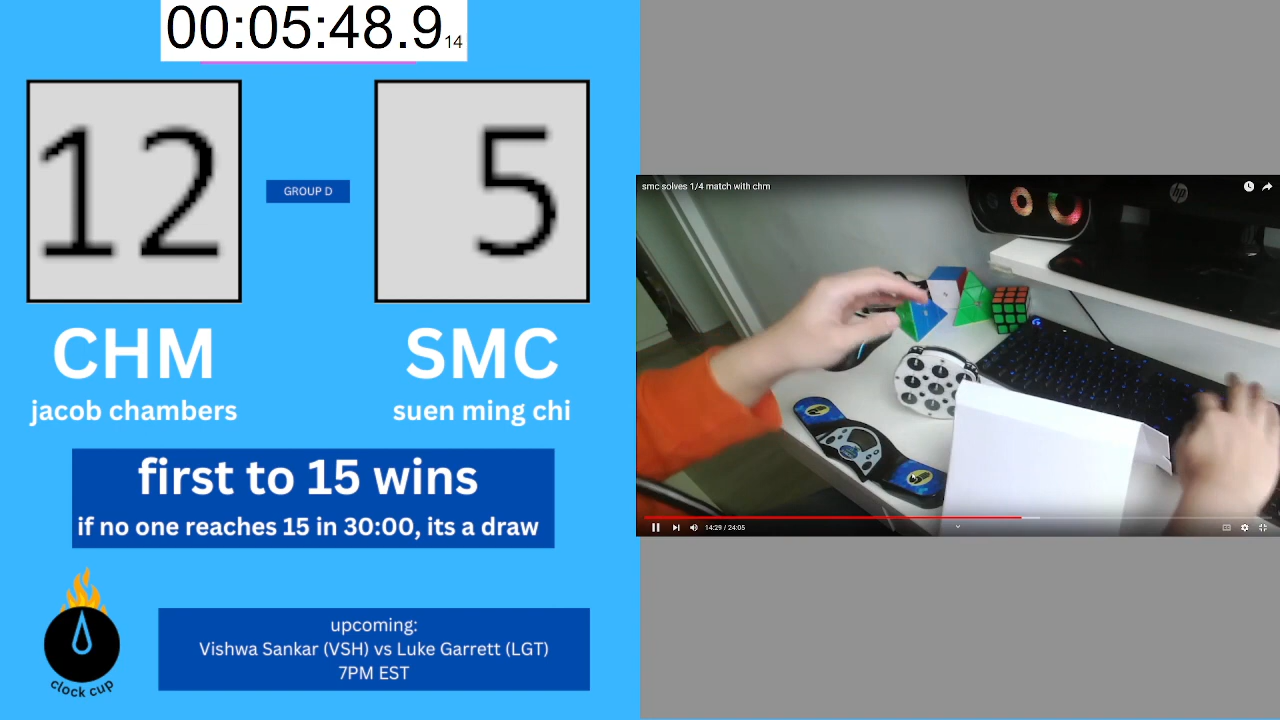 00:05:48.914
12
5
GROUP D
CHM
SMC
jacob chambers
suen ming chi
first to 15 wins
if no one reaches 15 in 30:00, its a draw
clock cup
upcoming:
Vishwa Sankar (VSH) vs Luke Garrett (LGT)
7PM EST
smc solves 1/4 match with chm
hp
14:29 / 24:05